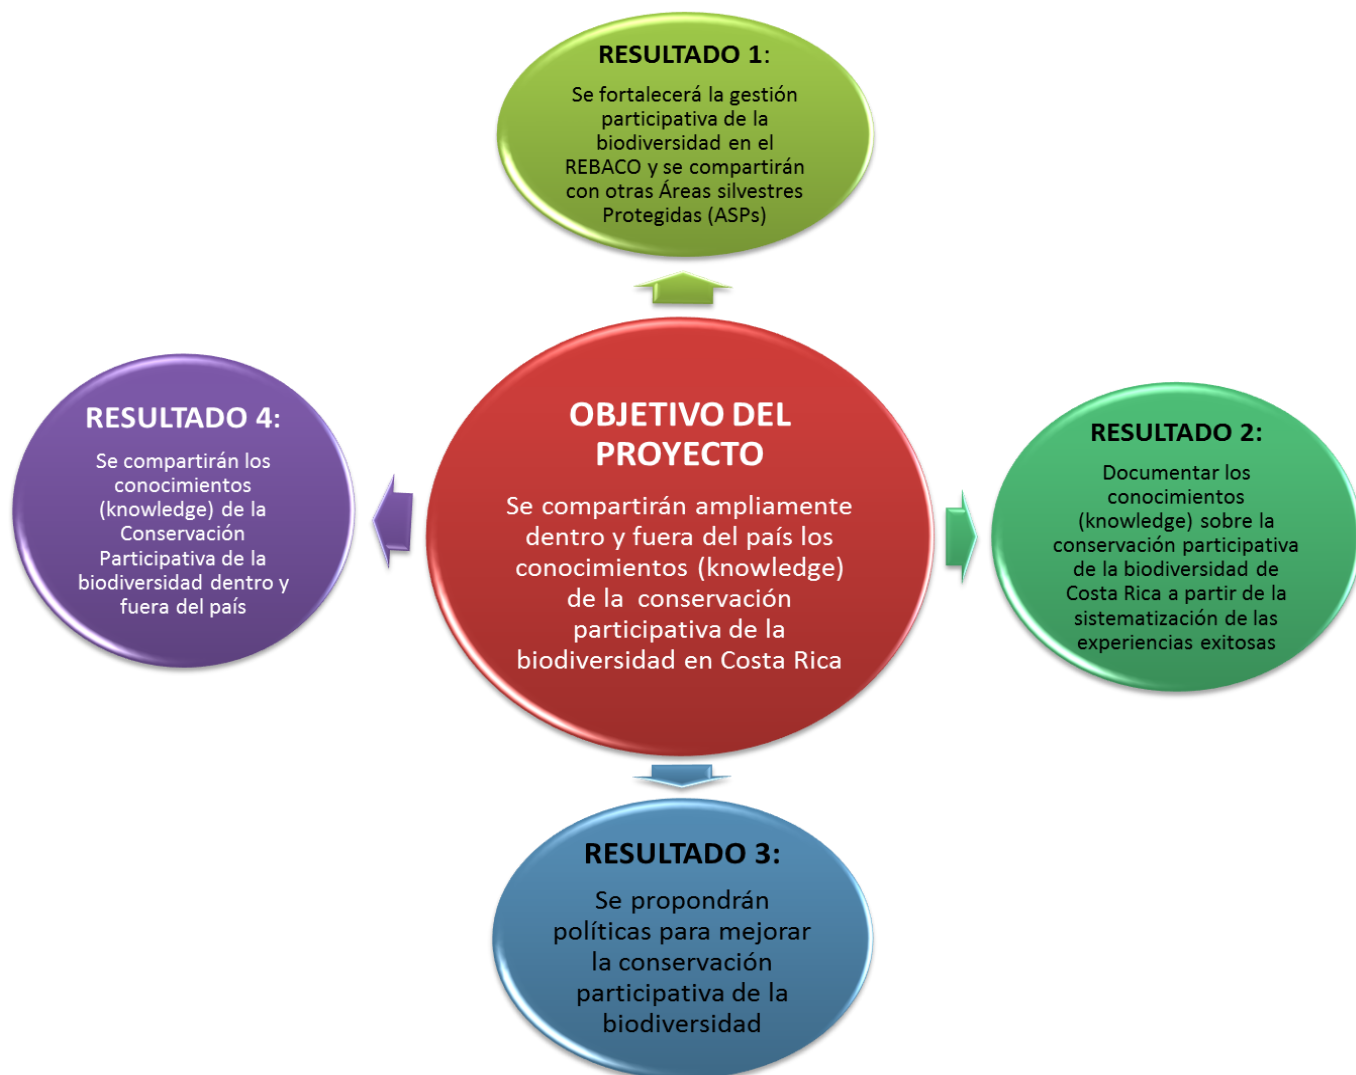 RESULTADO 1:
Se fortalecerá la gestión
participativa de la
biodiversidad en el
REBACO y se compartirán
con otras Áreas silvestres
Protegidas (ASPs)
OBJETIVO DEL
PROYECTO
Se compartirán ampliamente
dentro y fuera del país los
conocimientos (knowledge)
de la conservación
participativa de la
biodiversidad en Costa Rica
RESULTADO 2:
Documentar los
conocimientos
(knowledge) sobre la
conservación participativa
de la biodiversidad de
Costa Rica a partir de la
sistematización de las
experiencias exitosas
RESULTADO 3:
Se propondrán
políticas para mejorar
la conservación
participativa de la
biodiversidad
RESULTADO 4:
Se compartirán los
conocimientos
(knowledge) de la
Conservación
Participativa de la
biodiversidad dentro y
fuera del país